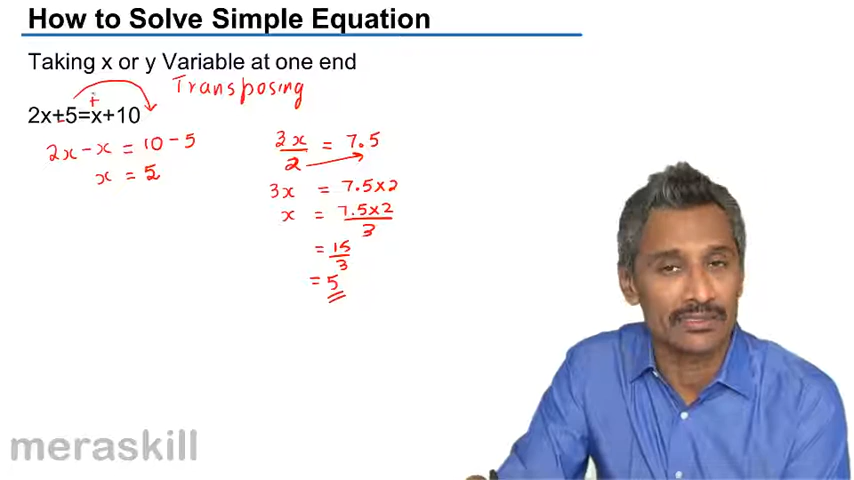 How to Solve Simple Equation
Taking x or y Variable at one end
Transposing
2x+5=x+10
2x - x = 10 - 5
x = 5
3x/2 = 7.5
3x = 7.5x2
x = 7.5x2/3
= 15/3
= 5
meraskill